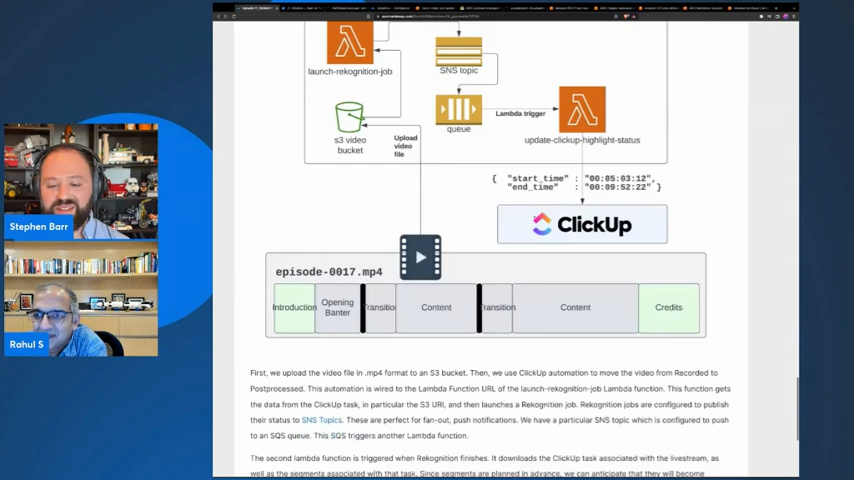 launch-rekognition-job
SNS topic
s3 video
bucket
Upload
video
file
queue
Lambda trigger
update-clickup-highlight-status
{ "start_time" : "00:05:03:12",
"end_time" : "00:09:52:22" }
ClickUp
episode-0017.mp4
Introduction
Opening
Banter
Transition
Content
Transition
Content
Credits
First, we upload the video file in .mp4 format to an S3 bucket. Then, we use ClickUp automation to move the video from Recorded to
Postprocessed. This automation is wired to the Lambda Function URL of the launch-rekognition-job Lambda function. This function gets
the data from the ClickUp task, in particular the S3 URI, and then launches a Rekognition job. Rekognition jobs are configured to publish
their status to SNS Topics. These are perfect for fan-out, push notifications. We have a particular SNS topic which is configured to push
to an SQS queue. This SQS triggers another Lambda function.
The second lambda function is triggered when Rekognition finishes. It downloads the ClickUp task associated with the livestream, as
well as the segments associated with that task. Since segments are planned in advance, we can anticipate that they will become
Stephen Barr
Rahul S